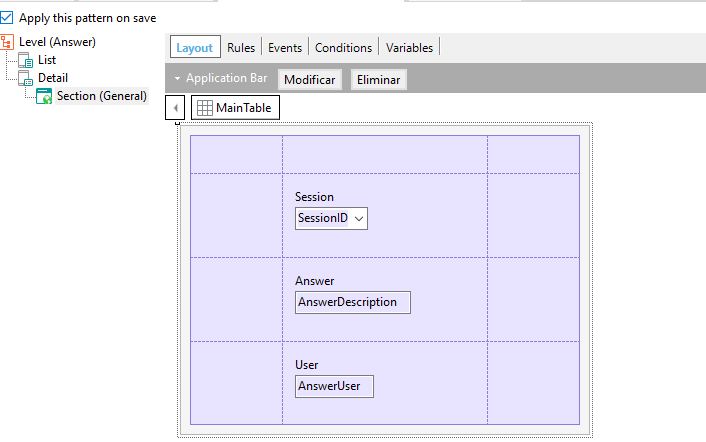 Apply this pattern on save
Level (Answer)
List
Detail
Section (General)
Layout Rules Events Conditions Variables
Application Bar Modificar Eliminar
MainTable
Session
SessionID
Answer
AnswerDescription
User
AnswerUser